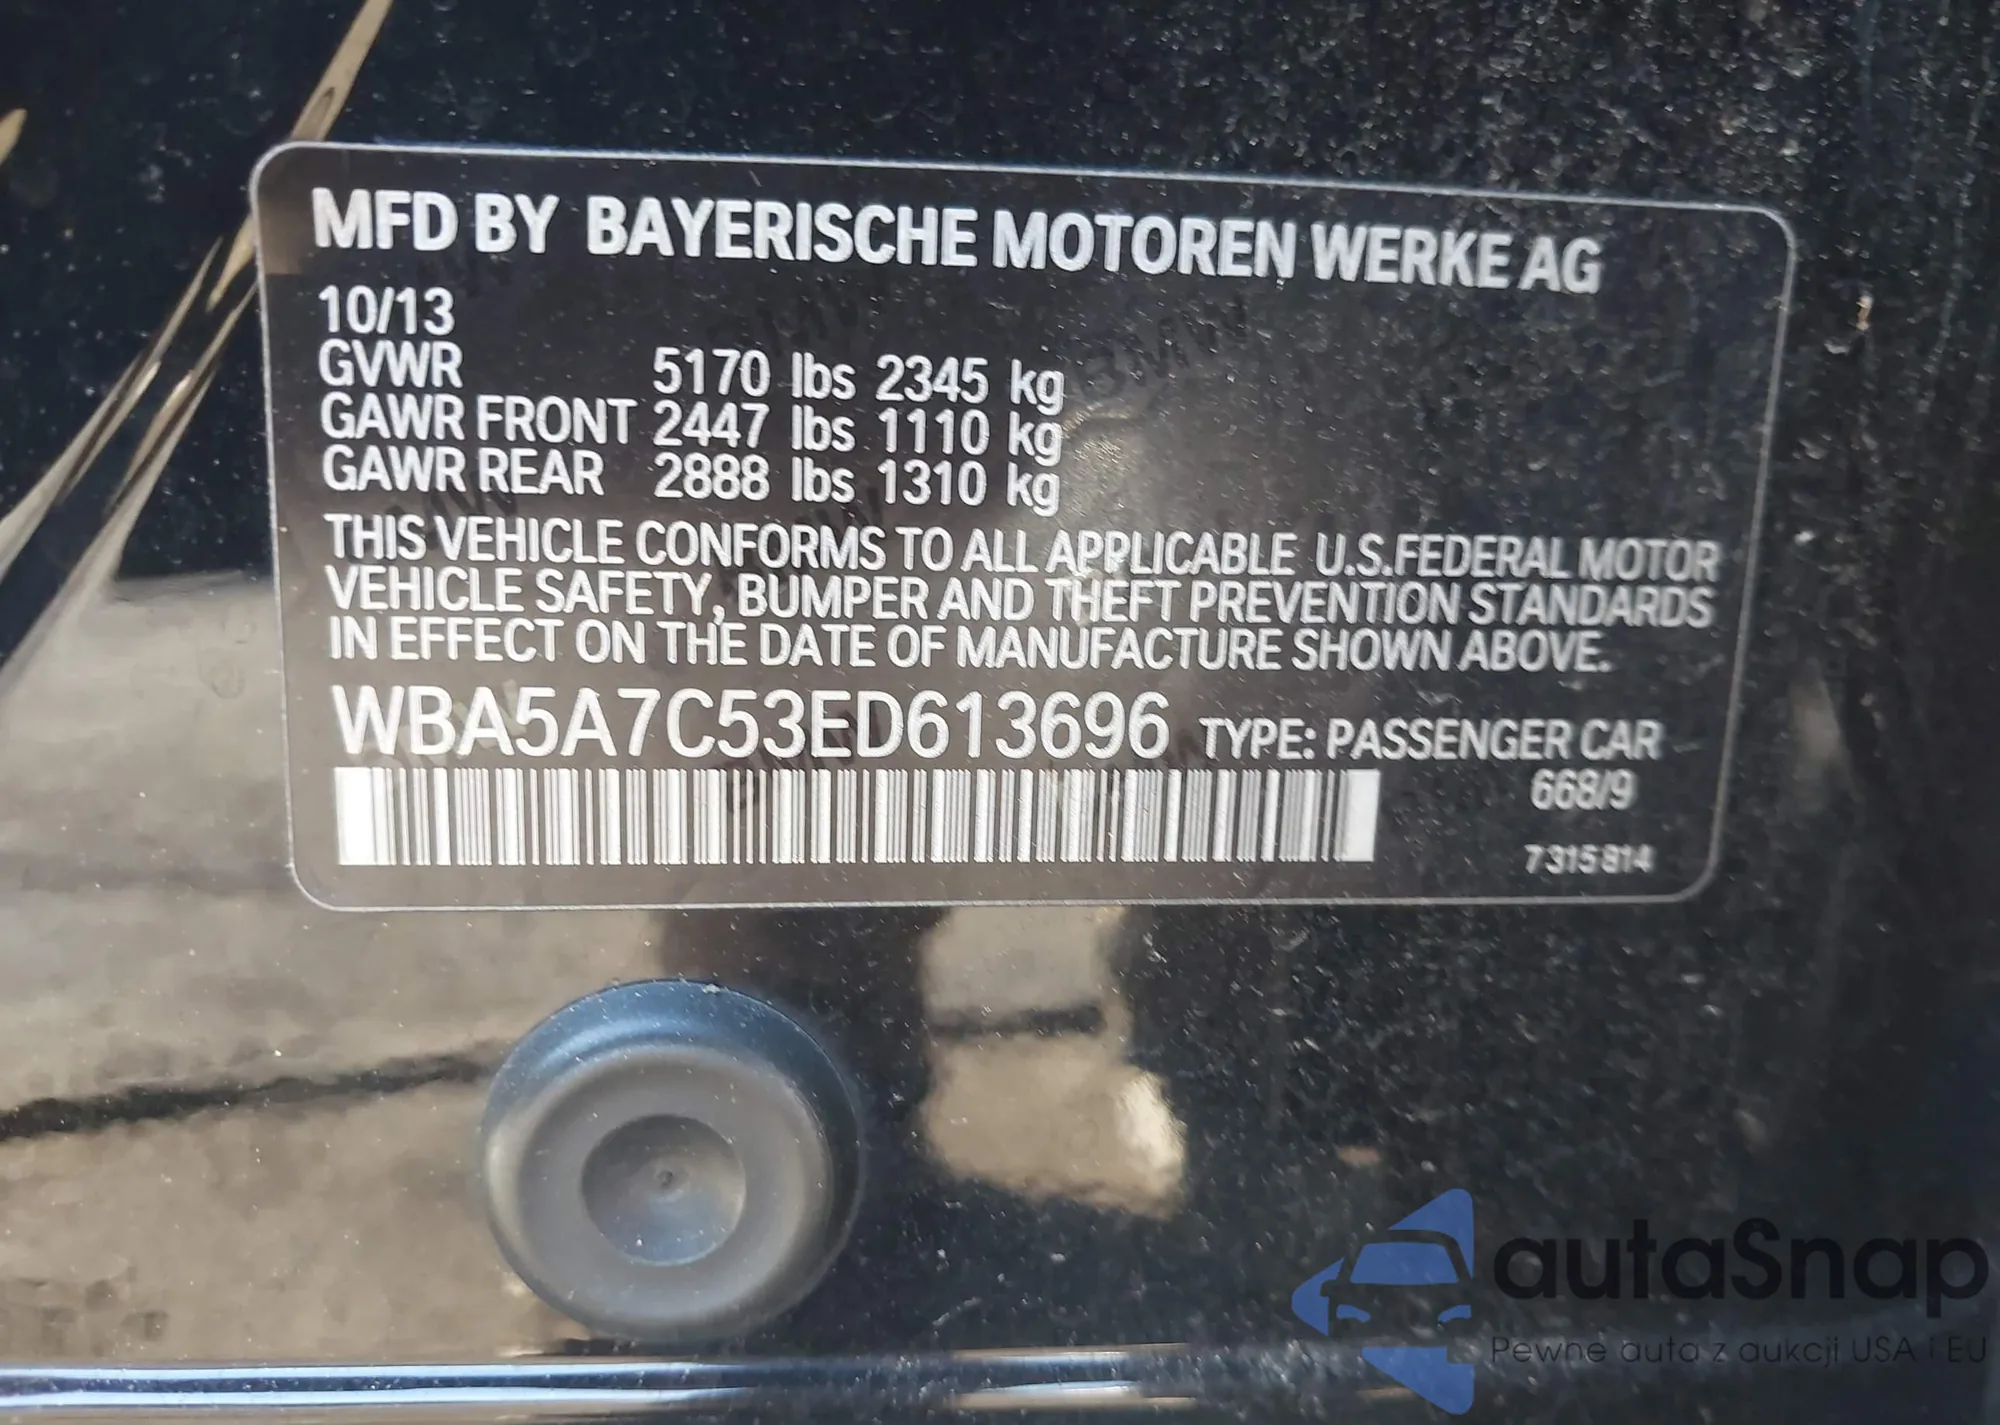 MFD BY BAYERISCHE MOTOREN WERKE AG
10/13
GVWR 5170 lbs 2345 kg
GAWR FRONT 2447 lbs 1110 kg
GAWR REAR 2888 lbs 1310 kg
THIS VEHICLE CONFORMS TO ALL APPLICABLE U.S.FEDERAL MOTOR
VEHICLE SAFETY, BUMPER AND THEFT PREVENTION STANDARDS
IN EFFECT ON THE DATE OF MANUFACTURE SHOWN ABOVE.
WBA5A7C53ED613696 TYPE: PASSENGER CAR
668/9
7 315 814
autaSnap
Pewne auta z aukcji USA i EU